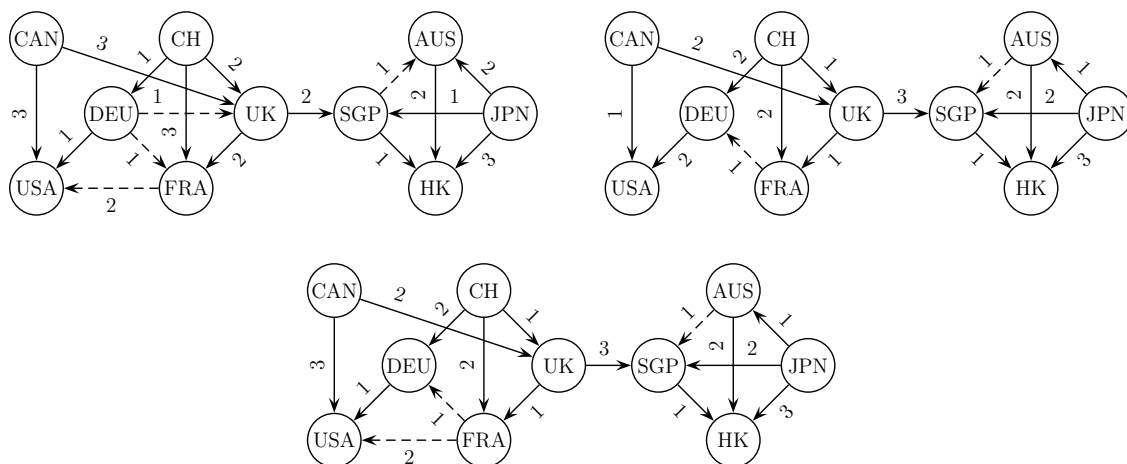 CAN CH AUS CAN CH AUS
3 1 2 1 2 2 2 1 1 1
DEU 1 UK 2 SGP 2 1 JPN DEU UK 3 SGP 2 2 JPN
3 3 1 2
1 1 2 1 3 2 1 1 1 3
USA 2 FRA HK USA FRA HK
CAN CH AUS
2 2 1 1 1
DEU UK 3 SGP 2 2 JPN
3 2
1 1 1 1 3
USA 2 FRA HK